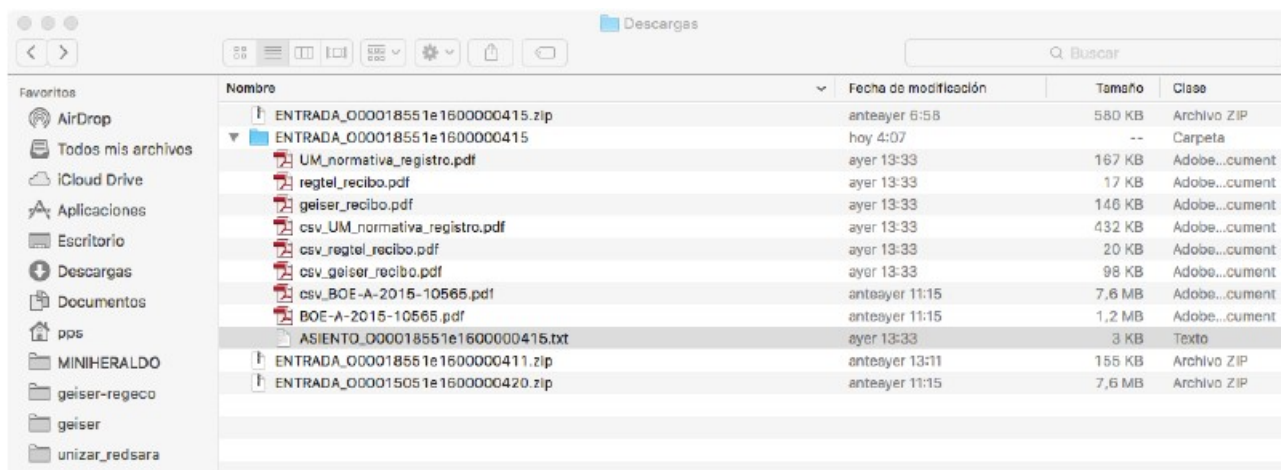 Descargas
Buscar
Favoritos
AirDrop
Todos mis archivos
iCloud Drive
Aplicaciones
Escritorio
Descargas
Documentos
pps
MINIHERALDO
geiser-regeco
geiser
unizar_redsara
Nombre Fecha de modificación Tamaño Clase
ENTRADA_O00018551e1600000415.zip anteayer 6:58 580 KB Archivo ZIP
ENTRADA_O00018551e1600000415 hoy 4:07 -- Carpeta
UM_normativa_registro.pdf ayer 13:33 167 KB Adobe...cument
regtel_recibo.pdf ayer 13:33 17 KB Adobe...cument
geiser_recibo.pdf ayer 13:33 146 KB Adobe...cument
csv_UM_normativa_registro.pdf ayer 13:33 432 KB Adobe...cument
csv_regtel_recibo.pdf ayer 13:33 20 KB Adobe...cument
csv_geiser_recibo.pdf ayer 13:33 98 KB Adobe...cument
csv_BOE-A-2015-10565.pdf anteayer 11:15 7,6 MB Adobe...cument
BOE-A-2015-10565.pdf anteayer 11:15 1,2 MB Adobe...cument
ASIENTO_O00018551e1600000415.txt ayer 13:33 3 KB Texto
ENTRADA_O00018551e1600000411.zip anteayer 13:11 155 KB Archivo ZIP
ENTRADA_O00015051e1600000420.zip anteayer 11:15 7,6 MB Archivo ZIP